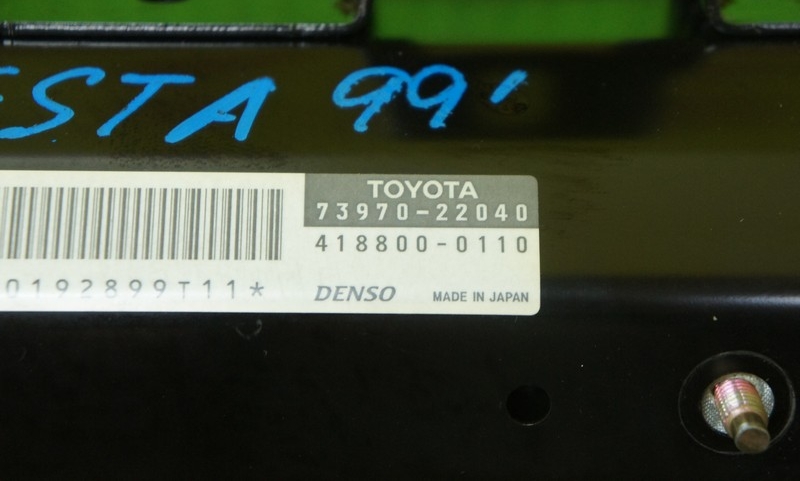 ESTA 99'
TOYOTA
73970-22040
418800-0110
0192899T11*
DENSO MADE IN JAPAN